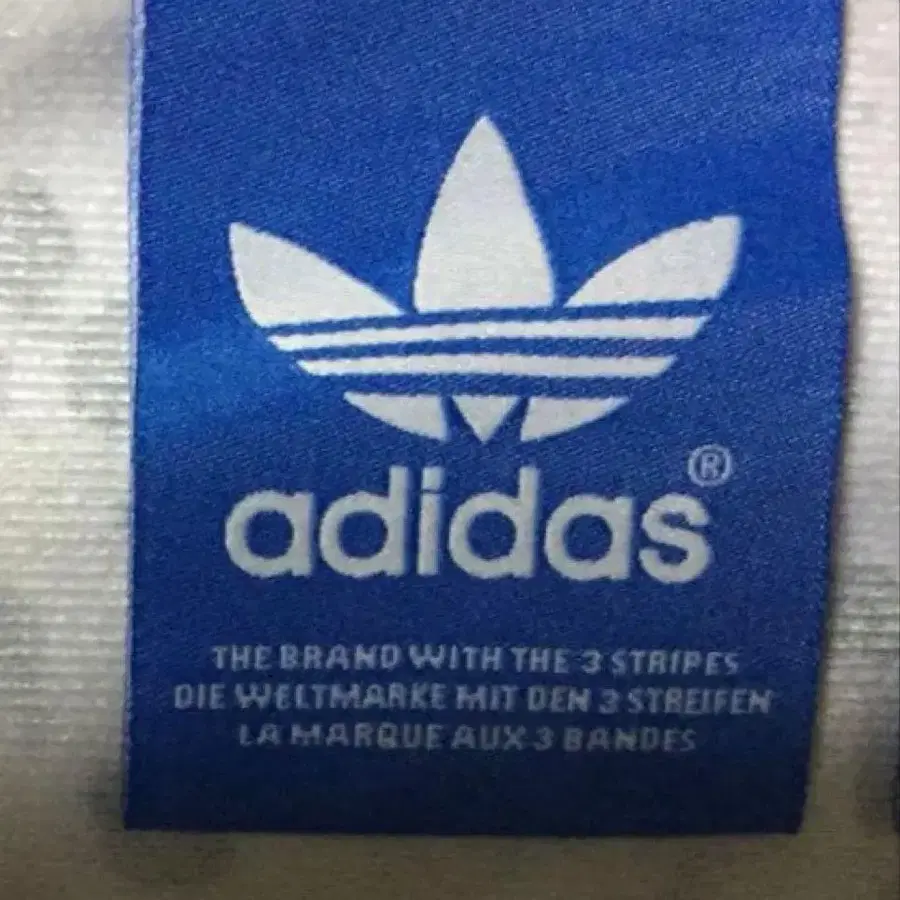 adidas®
THE BRAND WITH THE 3 STRIPES
DIE WELTMARKE MIT DEN 3 STREIFEN
LA MARQUE AUX 3 BANDES